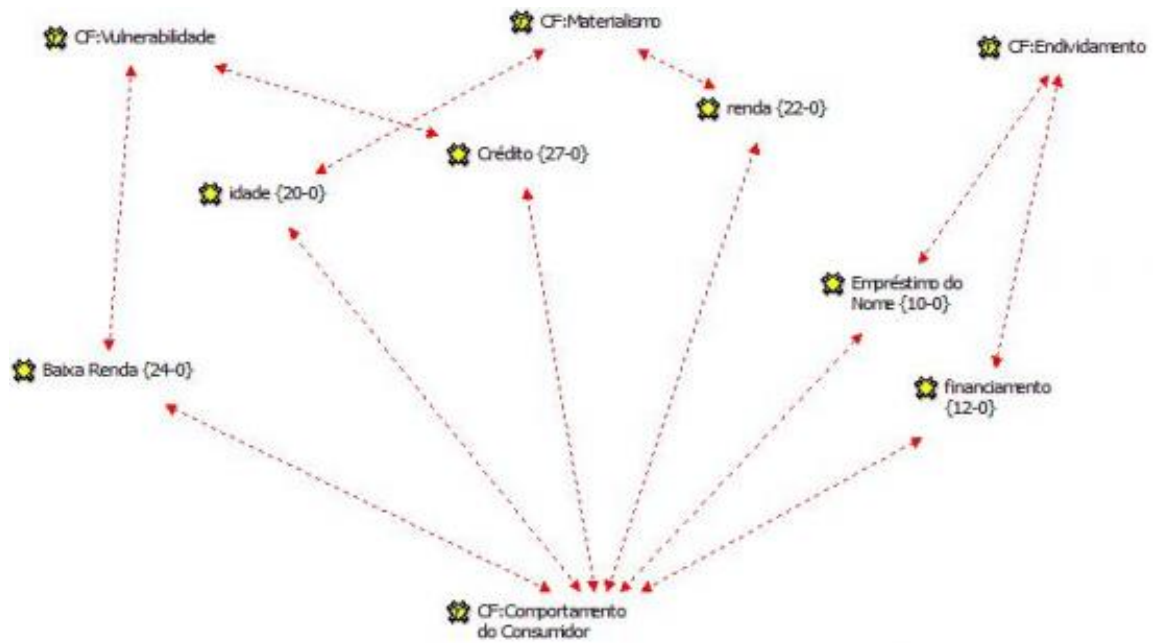 CF:Vulnerabilidade
CF:Materialismo
CF:Endividamento
renda {22-0}
Crédito {27-0}
idade {20-0}
Empréstimo do
Nome {10-0}
Baixa Renda {24-0}
financiamento
{12-0}
CF:Comportamento
do Consumidor